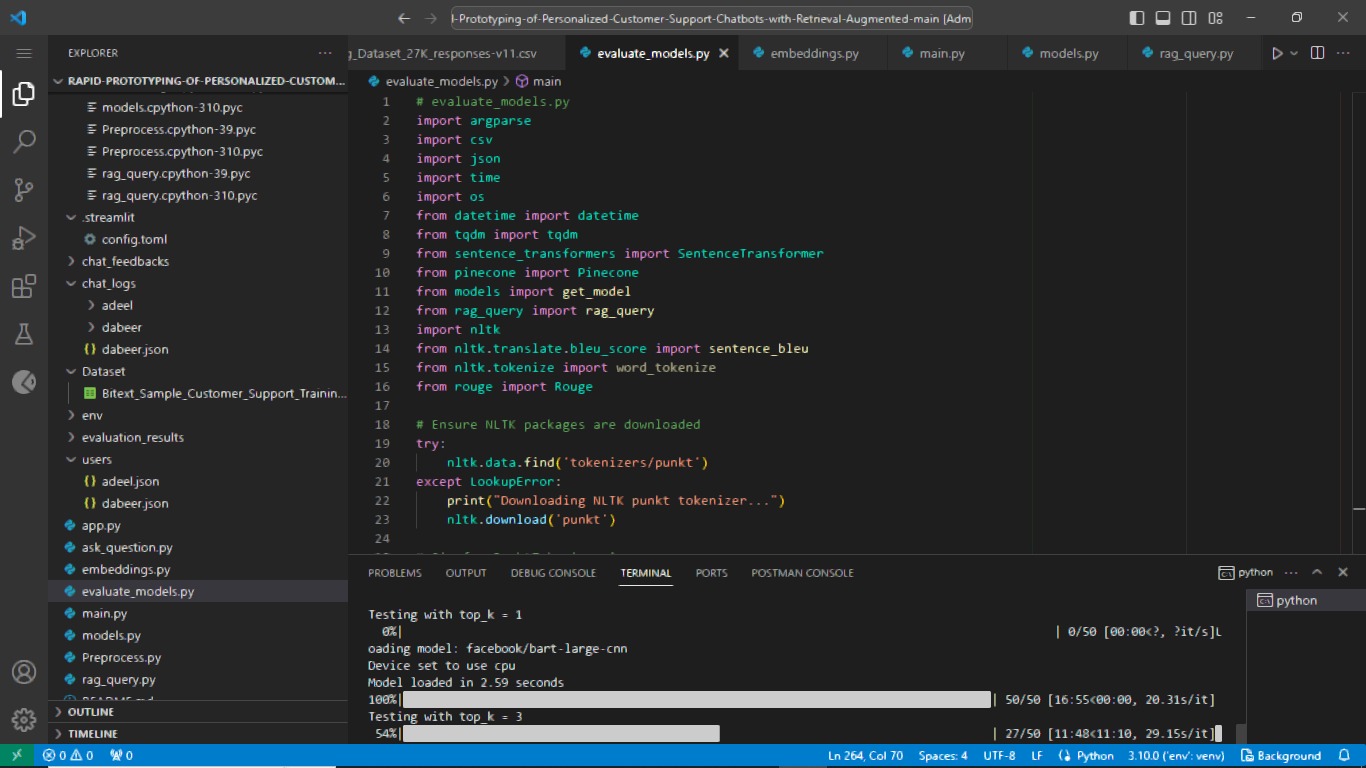 l-Prototyping-of-Personalized-Customer-Support-Chatbots-with-Retrieval-Augmented-main [Adm
EXPLORER
RAPID-PROTOTYPING-OF-PERSONALIZED-CUSTOM...
models.cpython-310.pyc
Preprocess.cpython-39.pyc
Preprocess.cpython-310.pyc
rag_query.cpython-39.pyc
rag_query.cpython-310.pyc
.streamlit
config.toml
chat_feedbacks
chat_logs
adeel
dabeer
dabeer.json
Dataset
Bitext_Sample_Customer_Support_Trainin...
env
evaluation_results
users
adeel.json
dabeer.json
app.py
ask_question.py
embeddings.py
evaluate_models.py
main.py
models.py
Preprocess.py
rag_query.py
OUTLINE
TIMELINE
g_Dataset_27K_responses-v11.csv
evaluate_models.py
embeddings.py
main.py
models.py
rag_query.py
evaluate_models.py > main
1 # evaluate_models.py
2 import argparse
3 import csv
4 import json
5 import time
6 import os
7 from datetime import datetime
8 from tqdm import tqdm
9 from sentence_transformers import SentenceTransformer
10 from pinecone import Pinecone
11 from models import get_model
12 from rag_query import rag_query
13 import nltk
14 from nltk.translate.bleu_score import sentence_bleu
15 from nltk.tokenize import word_tokenize
16 from rouge import Rouge
17
18 # Ensure NLTK packages are downloaded
19 try:
20 nltk.data.find('tokenizers/punkt')
21 except LookupError:
22 print("Downloading NLTK punkt tokenizer...")
23 nltk.download('punkt')
24
PROBLEMS OUTPUT DEBUG CONSOLE TERMINAL PORTS POSTMAN CONSOLE
python
python
Testing with top_k = 1
0%| | 0/50 [00:00<?, ?it/s]L
oading model: facebook/bart-large-cnn
Device set to use cpu
Model loaded in 2.59 seconds
100%| | 50/50 [16:55<00:00, 20.31s/it]
Testing with top_k = 3
54%| | 27/50 [11:48<11:10, 29.15s/it]
0 0 0 Ln 264, Col 70 Spaces: 4 UTF-8 LF Python 3.10.0 ('env': venv) Background